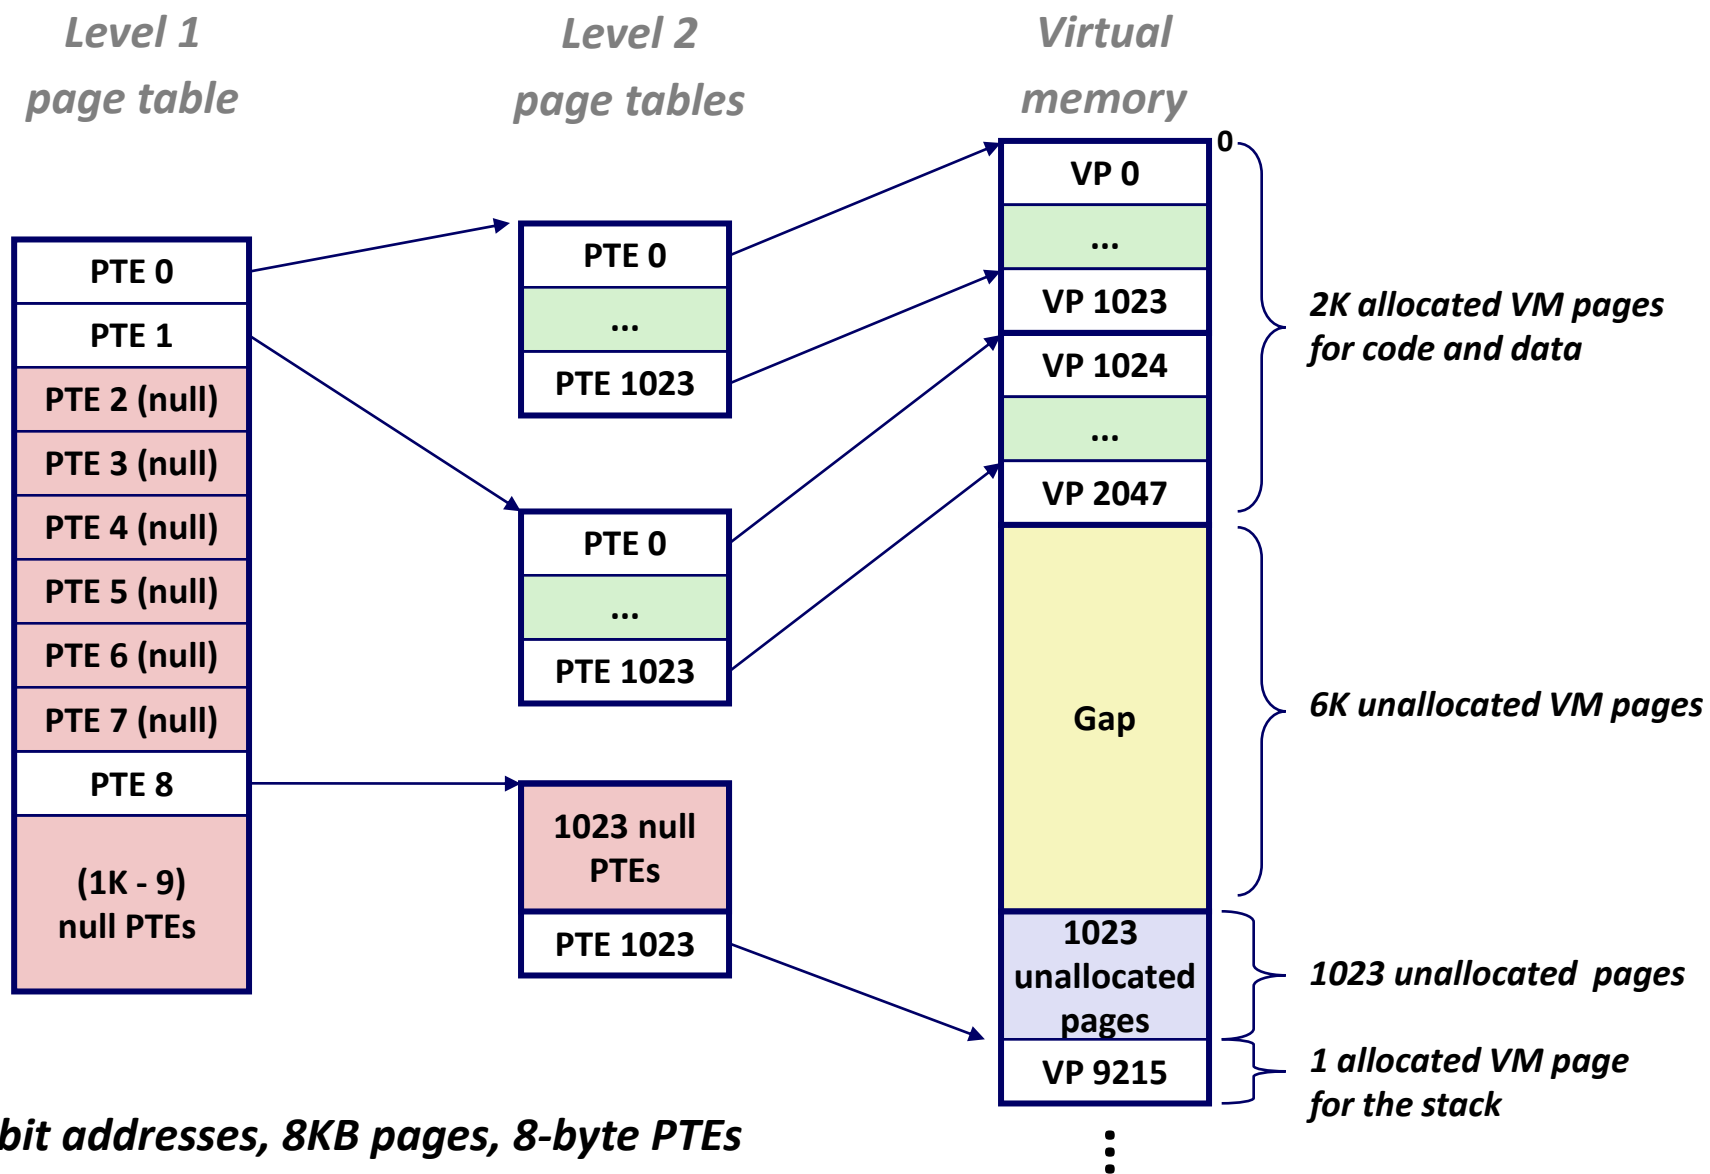 Level 1
page table
Level 2
page tables
Virtual
memory
PTE 0
PTE 1
PTE 2 (null)
PTE 3 (null)
PTE 4 (null)
PTE 5 (null)
PTE 6 (null)
PTE 7 (null)
PTE 8
(1K - 9)
null PTEs
PTE 0
...
PTE 1023
PTE 0
...
PTE 1023
1023 null
PTEs
PTE 1023
0
VP 0
...
VP 1023
VP 1024
...
VP 2047
Gap
1023
unallocated
pages
VP 9215
2K allocated VM pages
for code and data
6K unallocated VM pages
1023 unallocated  pages
1 allocated VM page
for the stack
bit addresses, 8KB pages, 8-byte PTEs